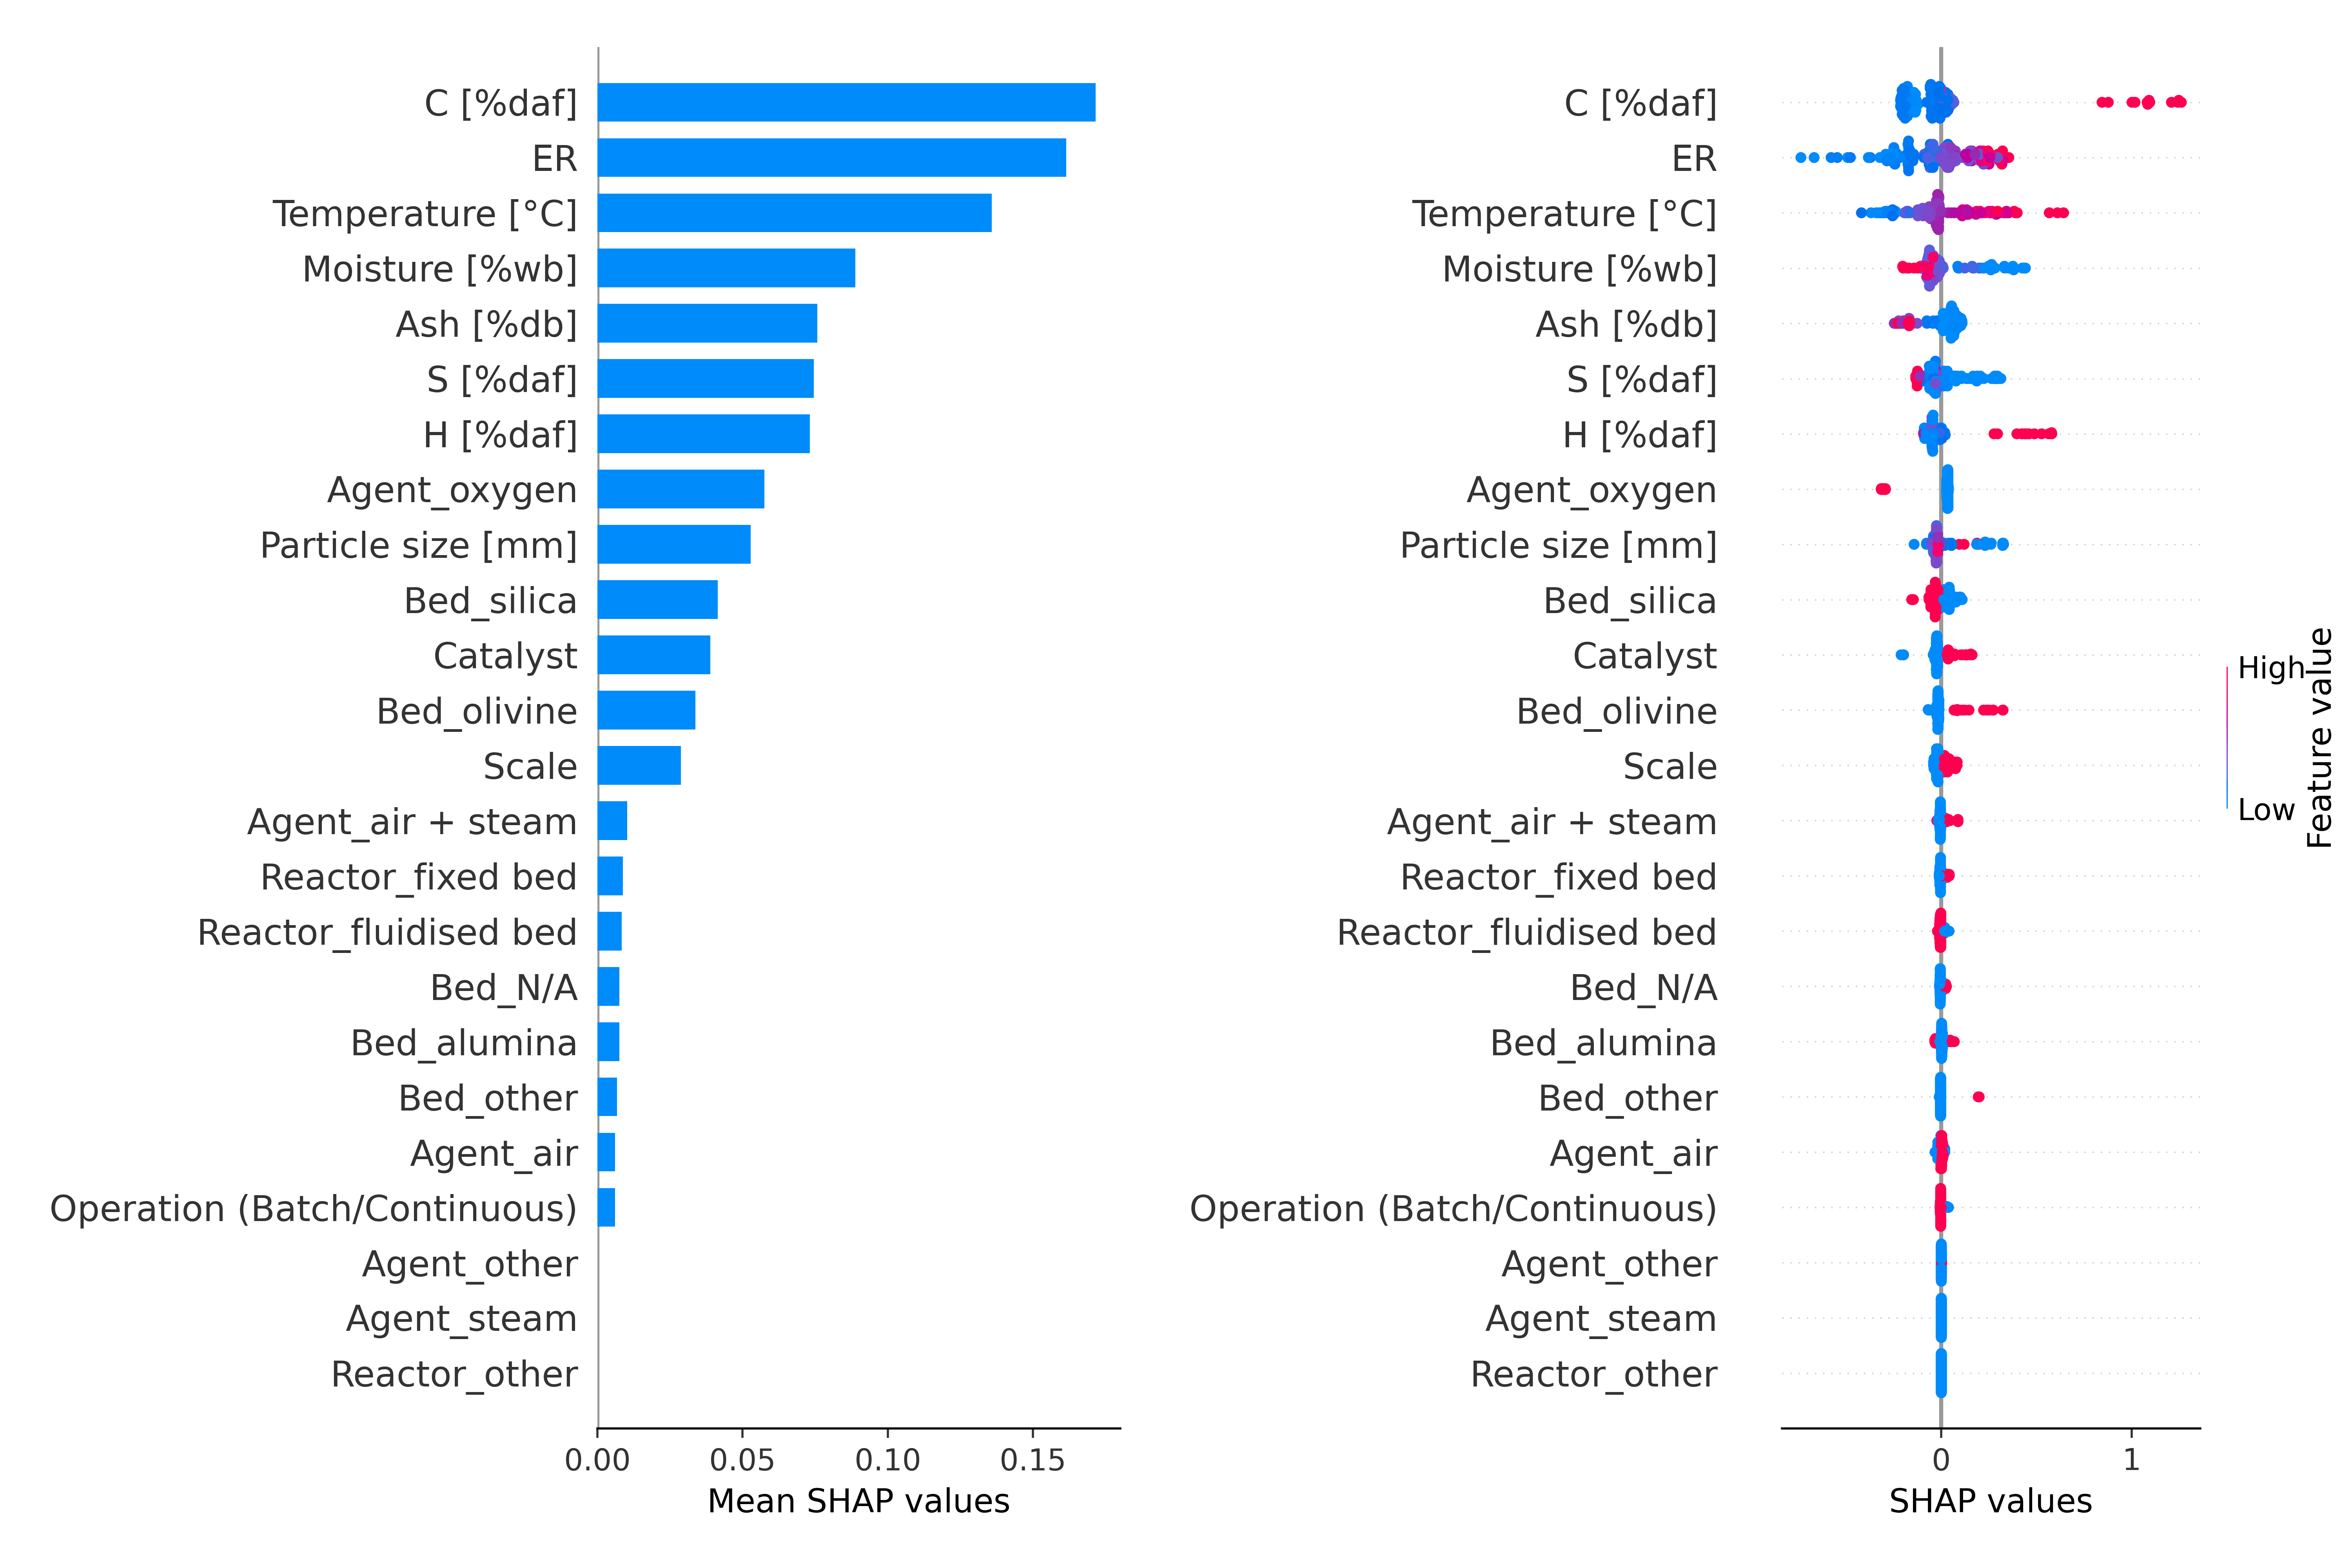 C [%daf]
ER
Temperature [°C]
Moisture [%wb]
Ash [%db]
S [%daf]
H [%daf]
Agent_oxygen
Particle size [mm]
Bed_silica
Catalyst
Bed_olivine
Scale
Agent_air + steam
Reactor_fixed bed
Reactor_fluidised bed
Bed_N/A
Bed_alumina
Bed_other
Agent_air
Operation (Batch/Continuous)
Agent_other
Agent_steam
Reactor_other
0.00 0.05 0.10 0.15
Mean SHAP values
C [%daf]
ER
Temperature [°C]
Moisture [%wb]
Ash [%db]
S [%daf]
H [%daf]
Agent_oxygen
Particle size [mm]
Bed_silica
Catalyst
Bed_olivine
Scale
Agent_air + steam
Reactor_fixed bed
Reactor_fluidised bed
Bed_N/A
Bed_alumina
Bed_other
Agent_air
Operation (Batch/Continuous)
Agent_other
Agent_steam
Reactor_other
0 1
SHAP values
High
Low
Feature value